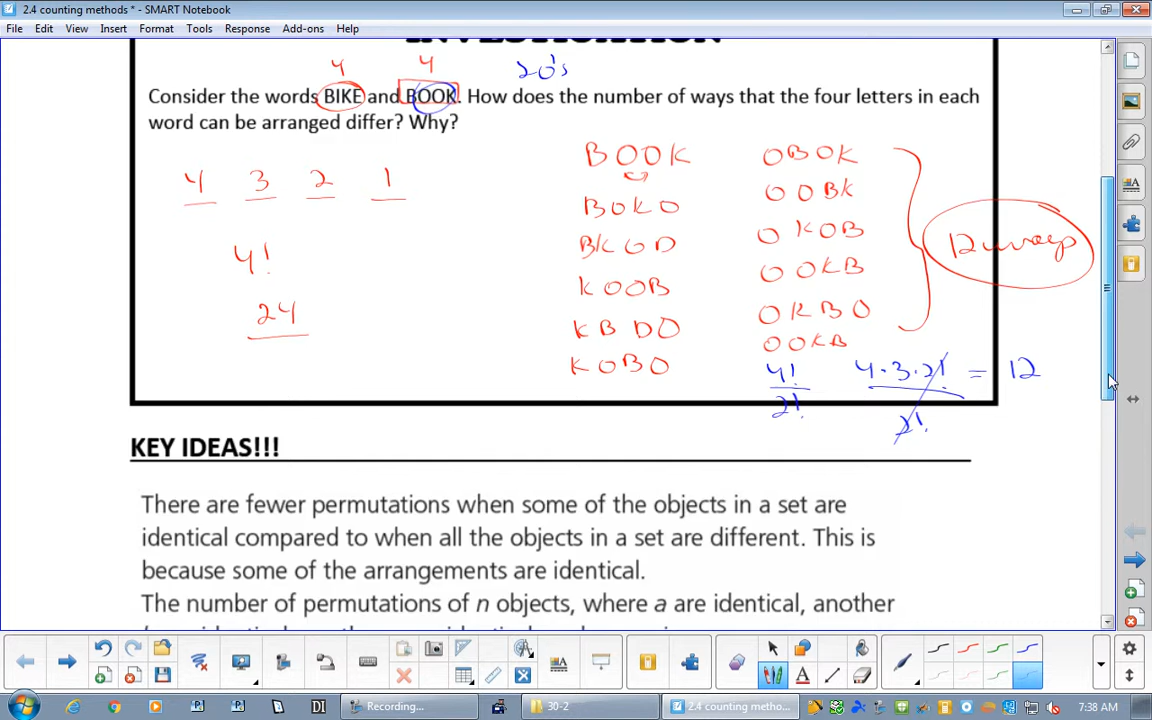 2.4 counting methods * - SMART Notebook
File Edit View Insert Format Tools Response Add-ons Help
4 4 2 0's
Consider the words BIKE and BOOK. How does the number of ways that the four letters in each
word can be arranged differ? Why?
4 3 2 1
4!
24
BOOK
BOKO
BKOO
KOOB
KBOO
KOBO
OBOK
OOBK
OKOB
OOKB
OKBO
OOKB
12 ways
4!
2!
4·3·2!
2!
= 12
KEY IDEAS!!!
There are fewer permutations when some of the objects in a set are
identical compared to when all the objects in a set are different. This is
because some of the arrangements are identical.
The number of permutations of n objects, where a are identical, another
Recording...
30-2
2.4 counting metho...
DI
7:38 AM